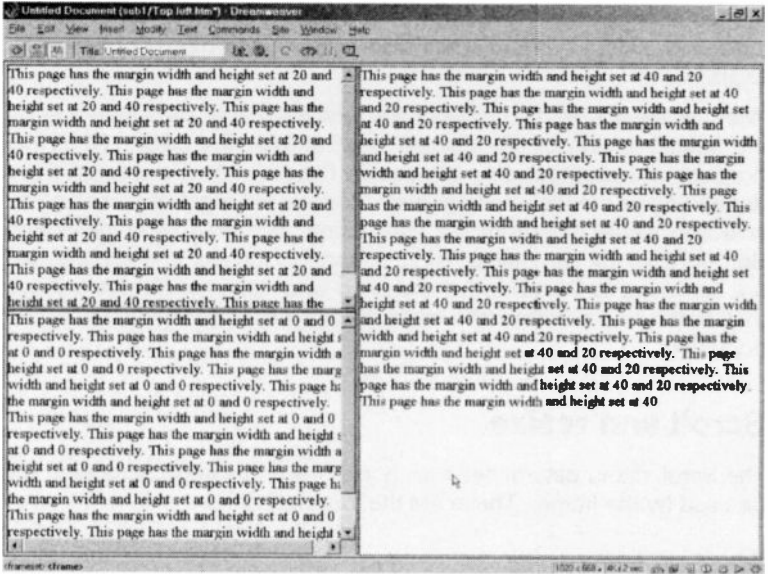 Untitled Document (sub1/Top left.htm*) - Dreamweaver
File Edit View Insert Modify Text Commands Site Window Help
Title: Untitled Document
This page has the margin width and height set at 20 and
40 respectively. This page has the margin width and
height set at 20 and 40 respectively. This page has the
margin width and height set at 20 and 40 respectively.
This page has the margin width and height set at 20 and
40 respectively. This page has the margin width and
height set at 20 and 40 respectively. This page has the
margin width and height set at 20 and 40 respectively.
This page has the margin width and height set at 20 and
40 respectively. This page has the margin width and
height set at 20 and 40 respectively. This page has the
margin width and height set at 20 and 40 respectively.
This page has the margin width and height set at 20 and
40 respectively. This page has the margin width and
height set at 20 and 40 respectively. This page has the
This page has the margin width and height set at 0 and 0
respectively. This page has the margin width and height s
at 0 and 0 respectively. This page has the margin width a
height set at 0 and 0 respectively. This page has the marg
width and height set at 0 and 0 respectively. This page ha
the margin width and height set at 0 and 0 respectively.
This page has the margin width and height set at 0 and 0
respectively. This page has the margin width and height s
at 0 and 0 respectively. This page has the margin width a
height set at 0 and 0 respectively. This page has the marg
width and height set at 0 and 0 respectively. This page ha
the margin width and height set at 0 and 0 respectively.
This page has the margin width and height set at 0 and 0
respectively. This page has the margin width and height s
This page has the margin width and height set at 40 and 20
respectively. This page has the margin width and height set at 40
and 20 respectively. This page has the margin width and height set
at 40 and 20 respectively. This page has the margin width and
height set at 40 and 20 respectively. This page has the margin width
and height set at 40 and 20 respectively. This page has the margin
width and height set at 40 and 20 respectively. This page has the
margin width and height set at 40 and 20 respectively. This page
has the margin width and height set at 40 and 20 respectively. This
page has the margin width and height set at 40 and 20 respectively.
This page has the margin width and height set at 40 and 20
respectively. This page has the margin width and height set at 40
and 20 respectively. This page has the margin width and height set
at 40 and 20 respectively. This page has the margin width and
height set at 40 and 20 respectively. This page has the margin width
and height set at 40 and 20 respectively. This page has the margin
width and height set at 40 and 20 respectively. This page has the
margin width and height set at 40 and 20 respectively. This page
has the margin width and height set at 40 and 20 respectively. This
page has the margin width and height set at 40 and 20 respectively.
This page has the margin width and height set at 40
Scroll and resize
<frameset> <frame>